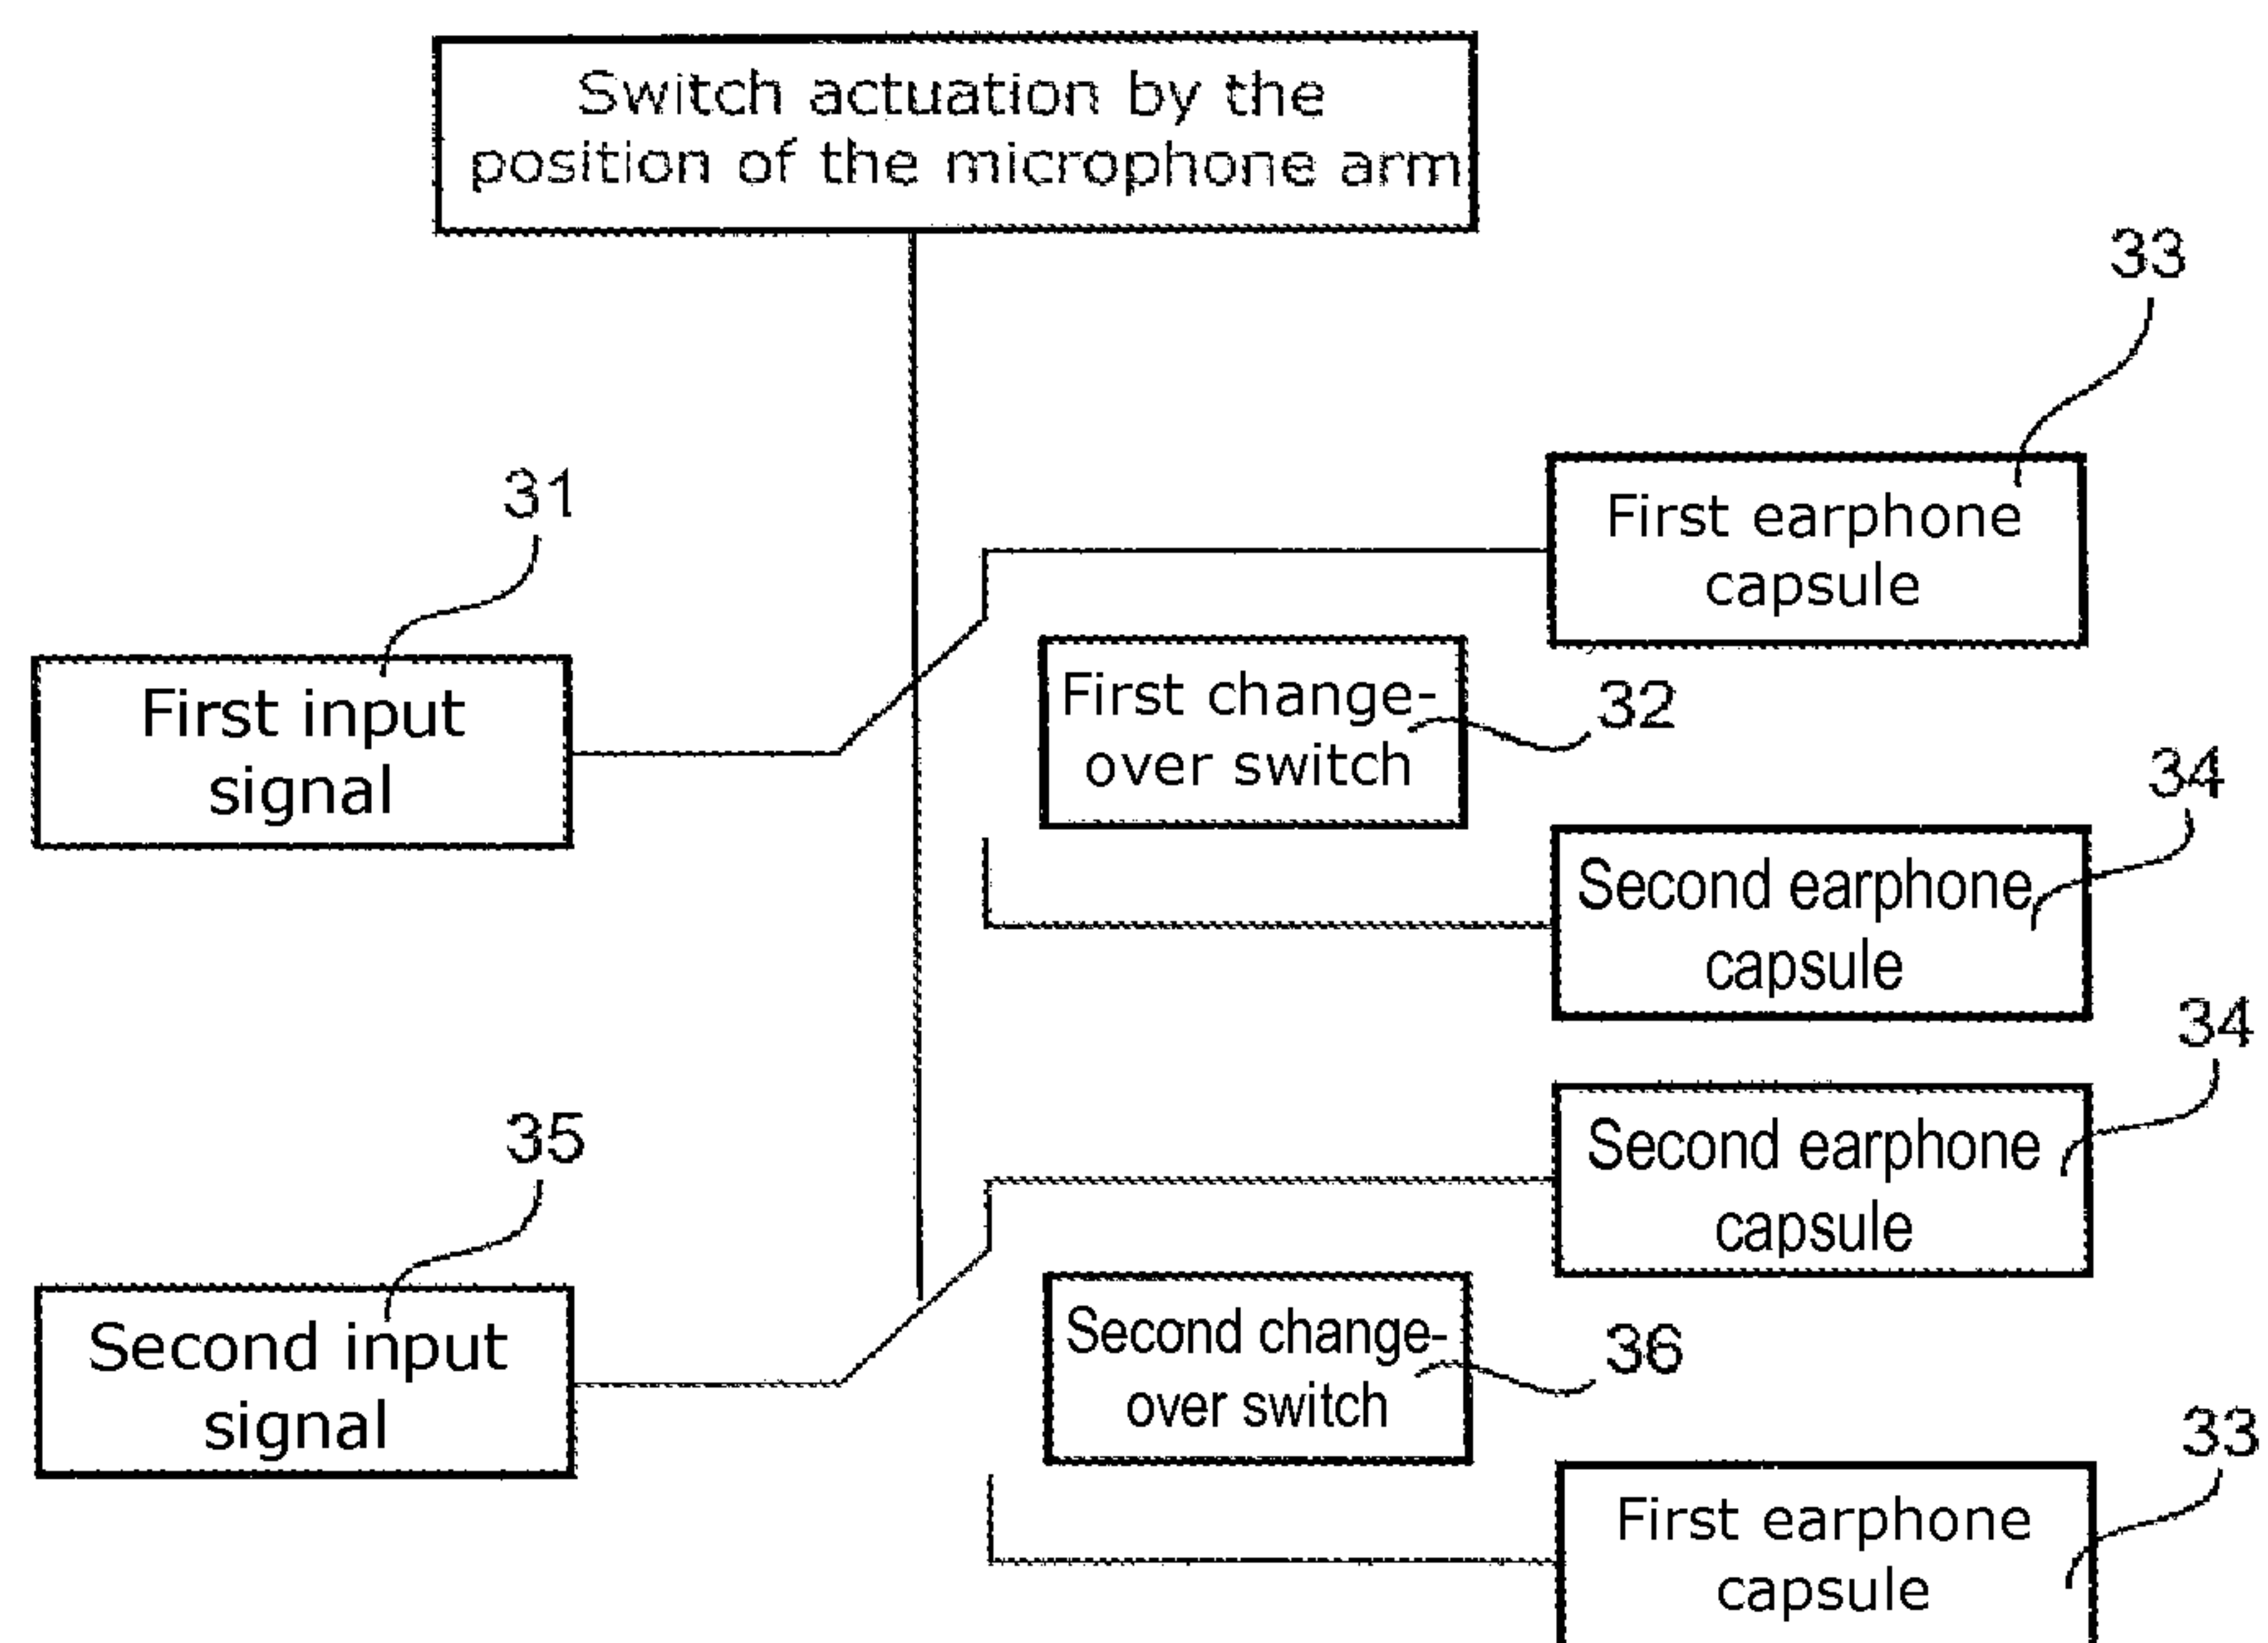 Switch actuation by the
position of the microphone arm
33
31
First earphone
capsule
First input
signal
First change-
over switch
32
34
Second earphone
capsule
34
35
Second earphone
capsule
Second input
signal
Second change-
over switch
36
33
First earphone
capsule